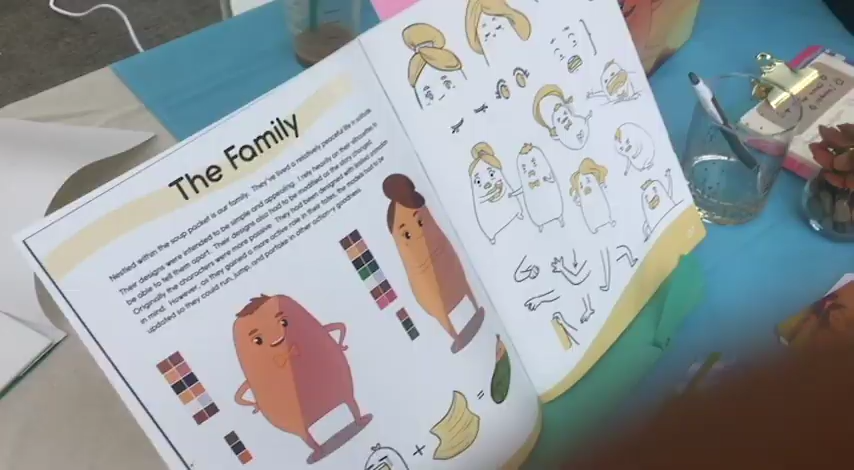 The Family
Nestled within the soup packet is our family. They've lived a relatively peaceful life in solitude.
Their designs were intended to be simple and appealing. I rely heavily on their silhouettes to
be able to tell them apart. Their designs also had to be modified as the story changed.
Originally the characters were more passive. They had been designed with limited animation
in mind. However, as they gained a more active role in their fates, the models had to be
updated so they could run, jump, and partake in other action-y goodness
+
=